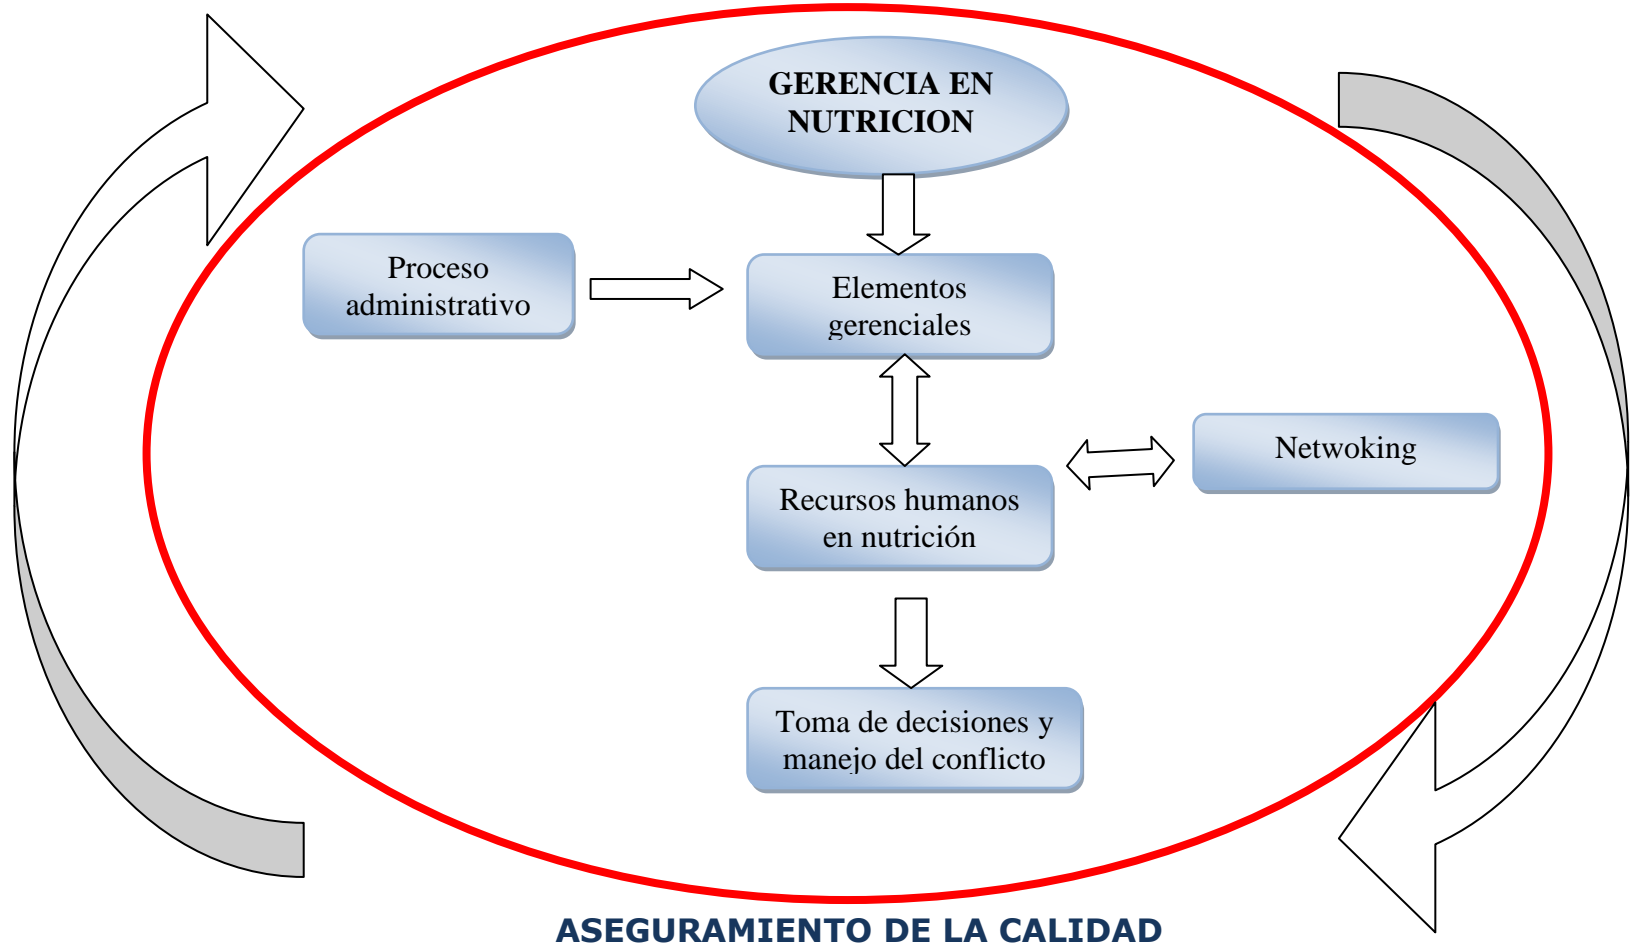 GERENCIA EN
NUTRICION
Proceso
administrativo
Elementos
gerenciales
Netwoking
Recursos humanos
en nutrición
Toma de decisiones y
manejo del conflicto
ASEGURAMIENTO DE LA CALIDAD